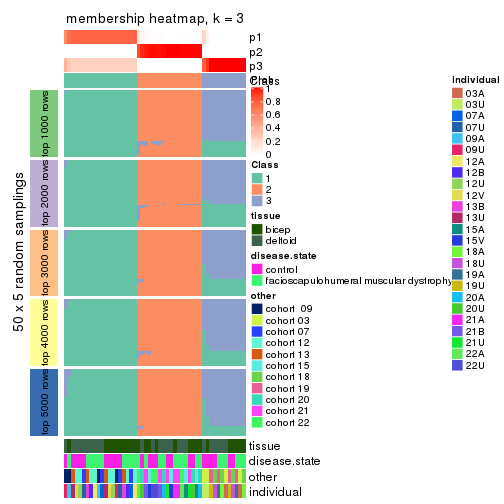 membership heatmap, k = 3
p1
p2
p3
Class
50 x 5 random samplings
top 1000 rows
top 2000 rows
top 3000 rows
top 4000 rows
top 5000 rows
1
0.8
0.6
0.4
0.2
0
Class
1
2
3
tissue
bicep
deltoid
disease.state
control
facioscapulohumeral muscular dystrophy
other
cohort 09
cohort 03
cohort 07
cohort 12
cohort 13
cohort 15
cohort 18
cohort 19
cohort 20
cohort 21
cohort 22
individual
03A
03U
07A
07U
09A
09U
12A
12B
12U
12V
13B
13U
15A
15V
18A
18U
19A
19U
20A
20U
21A
21B
21U
22A
22U
tissue
disease.state
other
individual